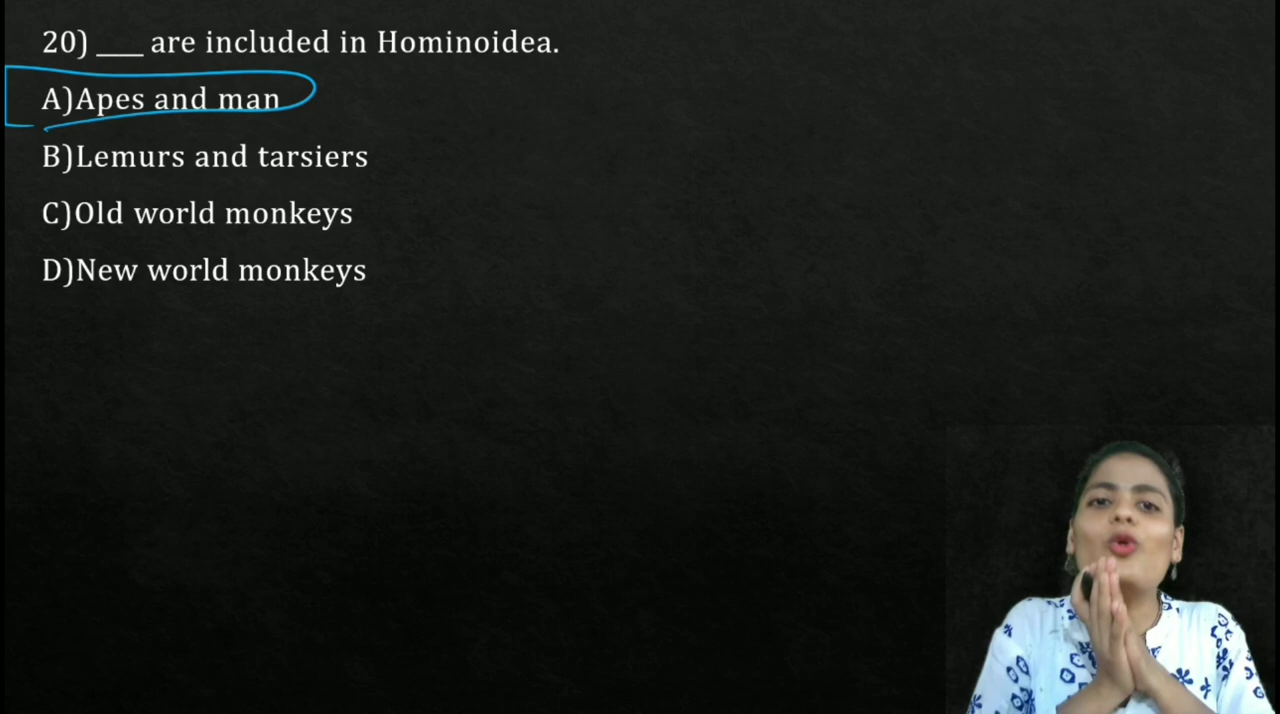 20) ____ are included in Hominoidea.
A)Apes and man
B)Lemurs and tarsiers
C)Old world monkeys
D)New world monkeys